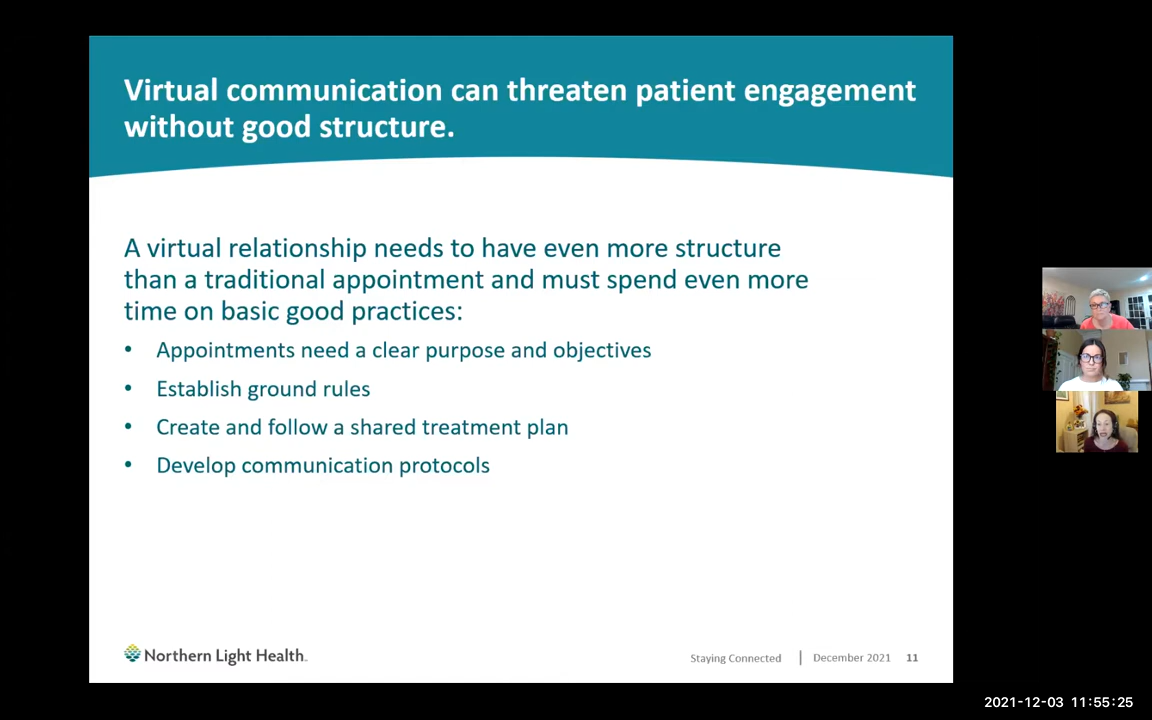 Virtual communication can threaten patient engagement
without good structure.
A virtual relationship needs to have even more structure
than a traditional appointment and must spend even more
time on basic good practices:
• Appointments need a clear purpose and objectives
• Establish ground rules
• Create and follow a shared treatment plan
• Develop communication protocols
Northern Light Health.
Staying Connected | December 2021 11
2021-12-03 11:55:25